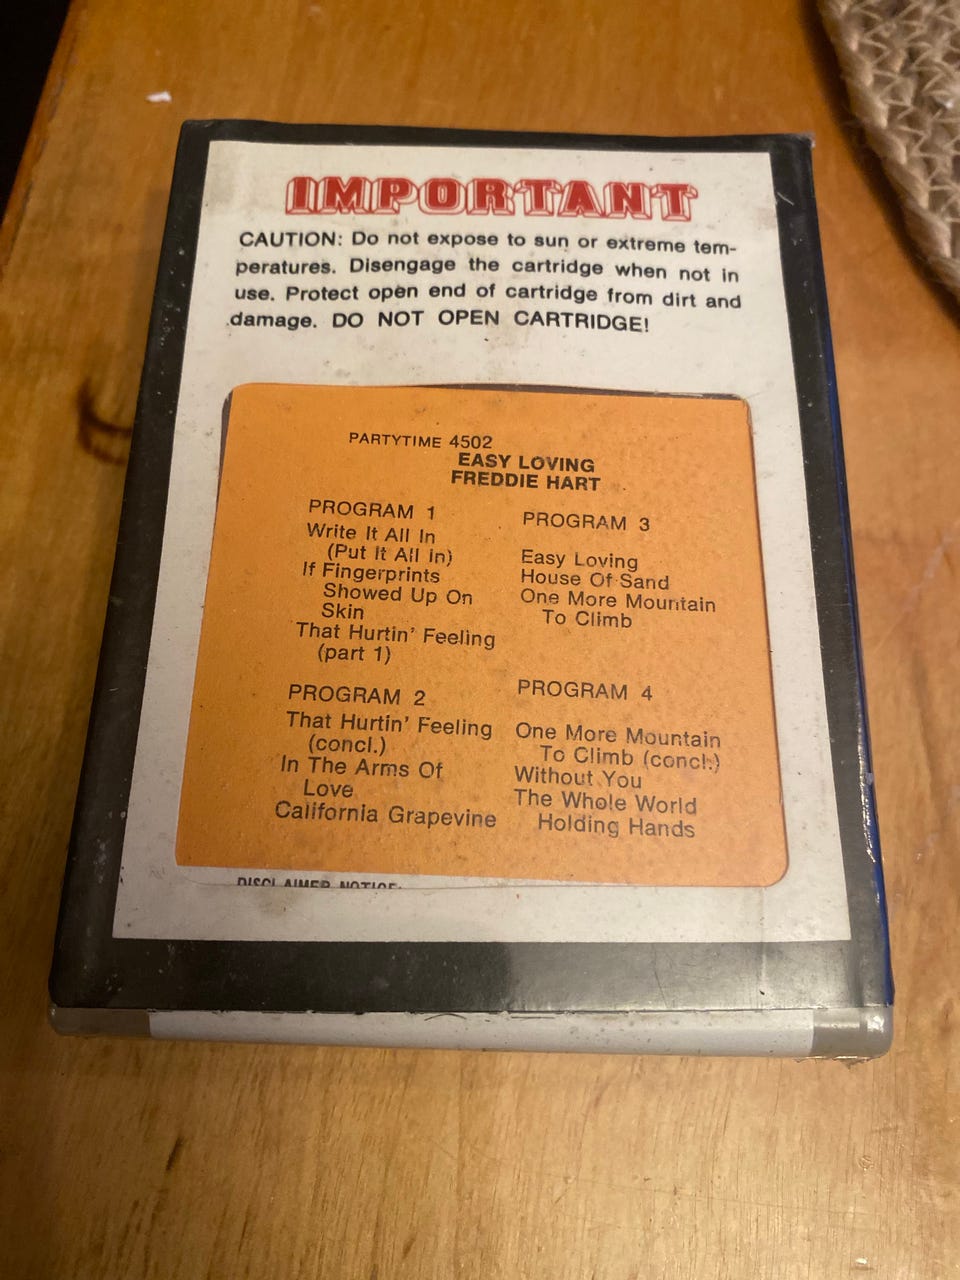 IMPORTANT
CAUTION: Do not expose to sun or extreme tem-
peratures. Disengage the cartridge when not in
use. Protect open end of cartridge from dirt and
damage. DO NOT OPEN CARTRIDGE!
PARTYTIME 4502
EASY LOVING
FREDDIE HART
PROGRAM 1
Write It All In
(Put It All In)
If Fingerprints
Showed Up On
Skin
That Hurtin' Feeling
(part 1)
PROGRAM 2
That Hurtin' Feeling
(concl.)
In The Arms Of
Love
California Grapevine
PROGRAM 3
Easy Loving
House Of Sand
One More Mountain
To Climb
PROGRAM 4
One More Mountain
To Climb (concl.)
Without You
The Whole World
Holding Hands
DISCLAIMER NOTICE: